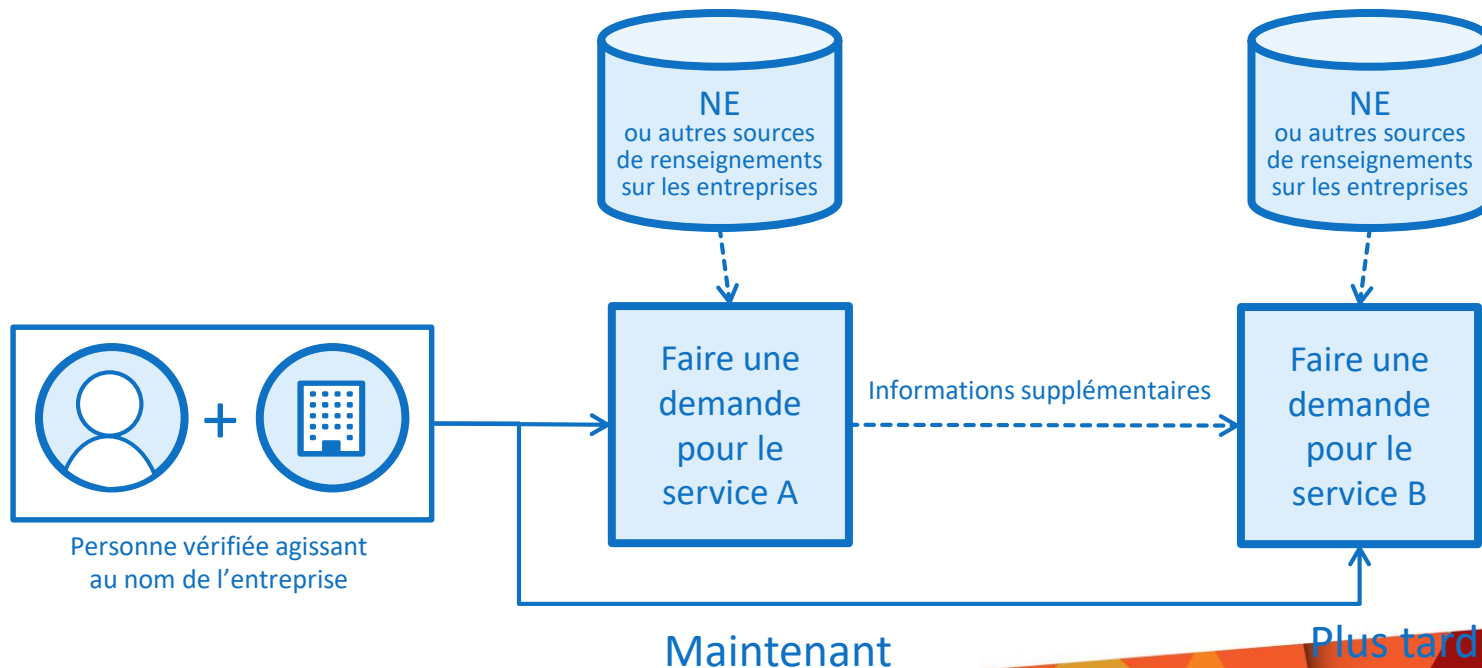 NE
ou autres sources
de renseignements
sur les entreprises
NE
ou autres sources
de renseignements
sur les entreprises
+
Personne vérifiée agissant
au nom de l’entreprise
Faire une
demande
pour le
service A
Informations supplémentaires
Faire une
demande
pour le
service B
Maintenant
Plus tard